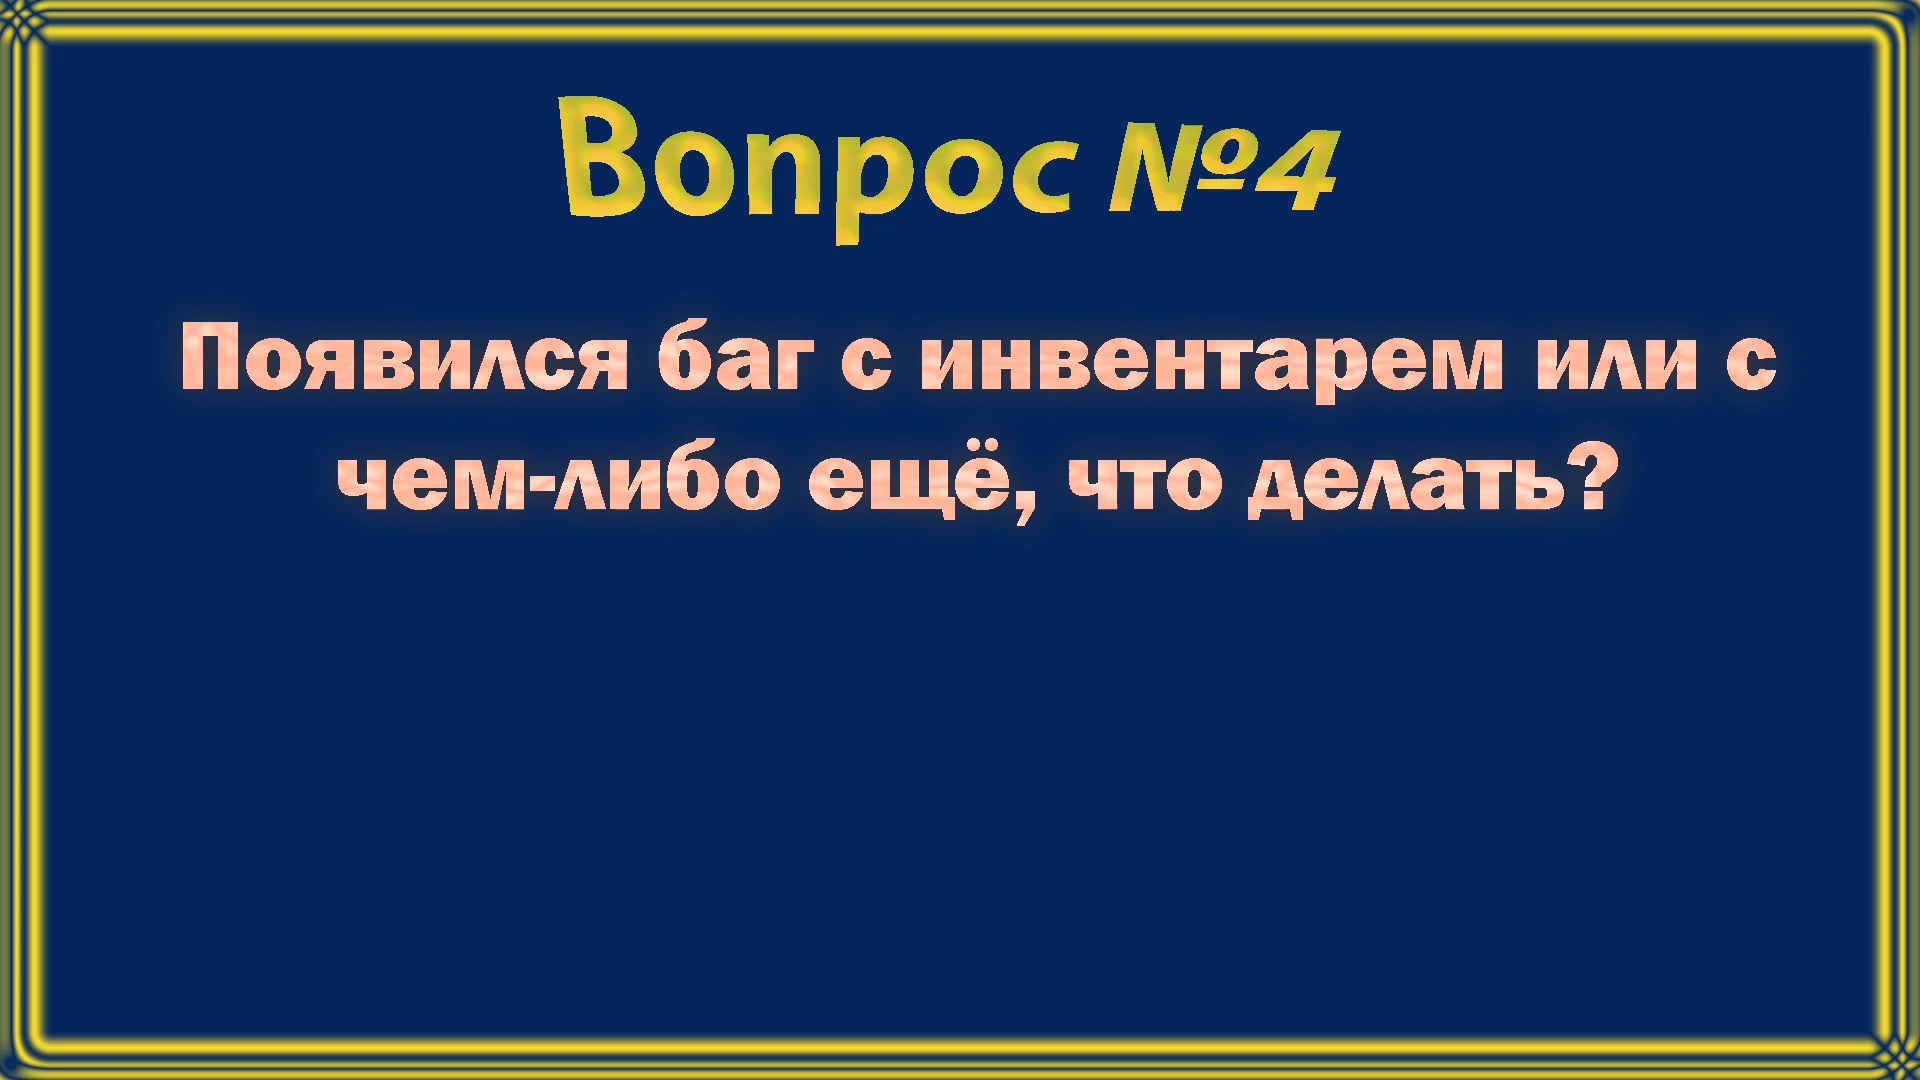 Вопрос №4
Появился баг с инвентарем или с
чем-либо ещё, что делать?